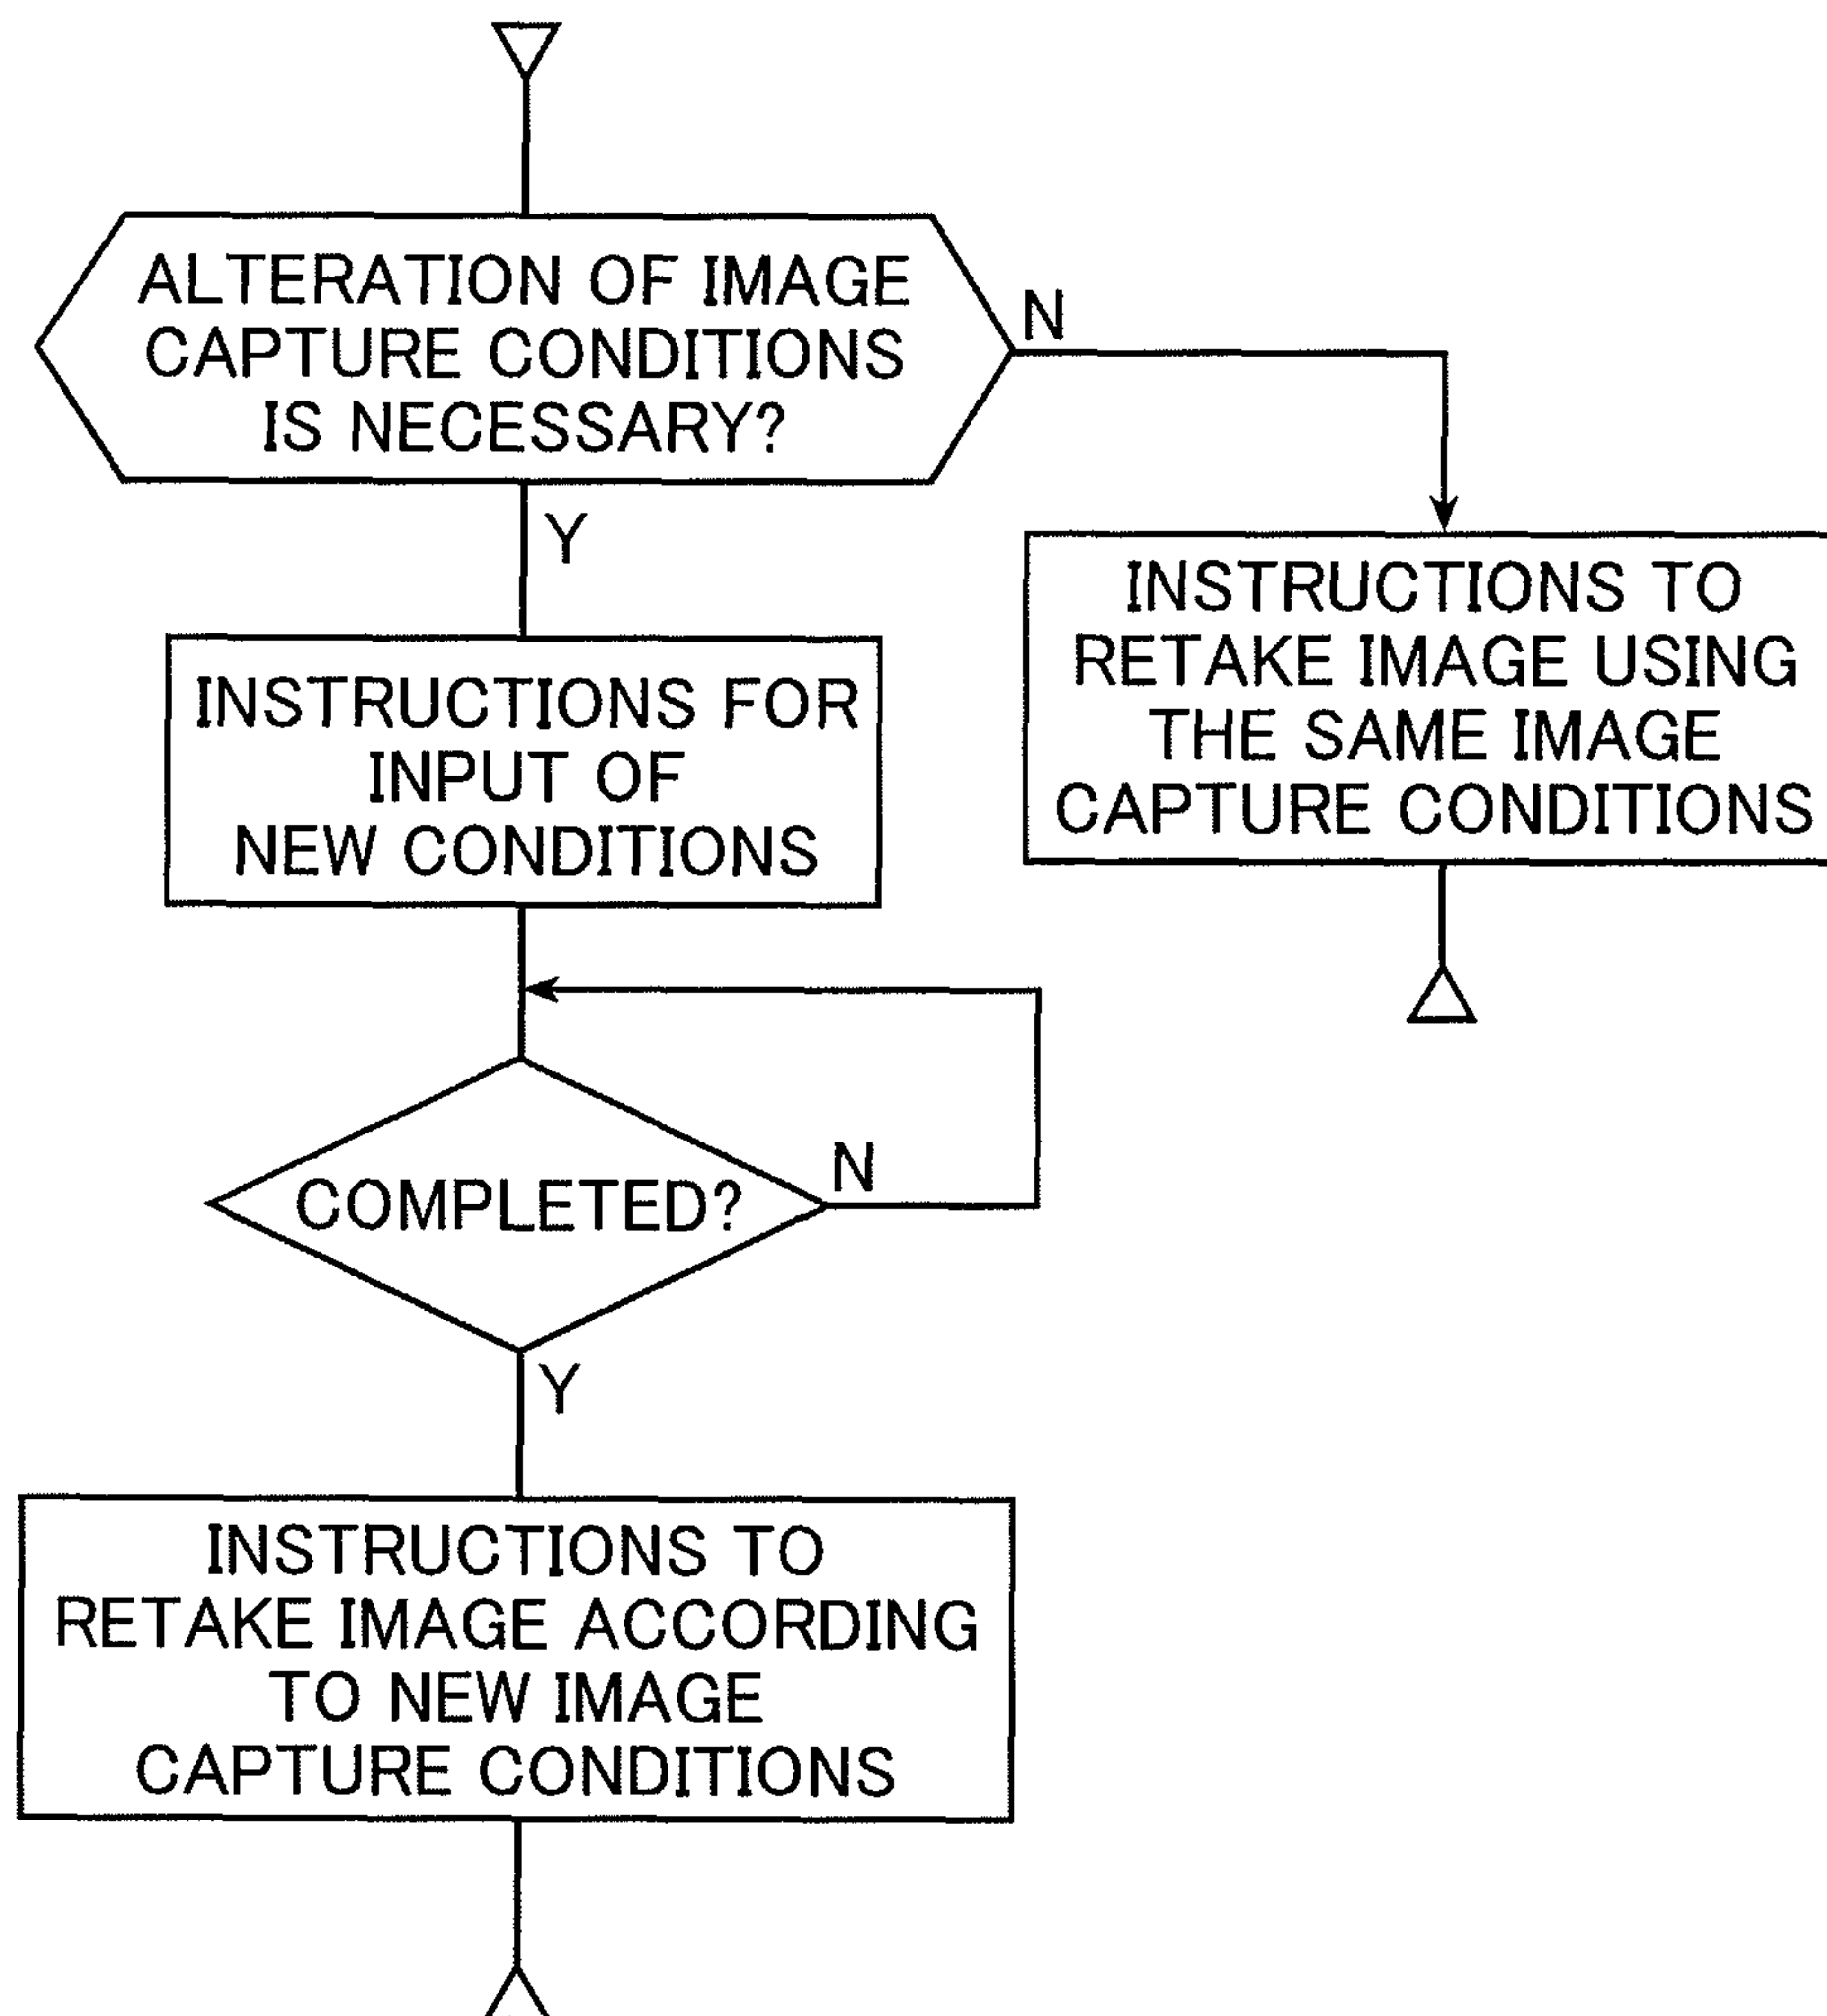 ALTERATION OF IMAGE
CAPTURE CONDITIONS
IS NECESSARY?
N
Y
INSTRUCTIONS TO
RETAKE IMAGE USING
THE SAME IMAGE
CAPTURE CONDITIONS
INSTRUCTIONS FOR
INPUT OF
NEW CONDITIONS
COMPLETED?
N
Y
INSTRUCTIONS TO
RETAKE IMAGE ACCORDING
TO NEW IMAGE
CAPTURE CONDITIONS